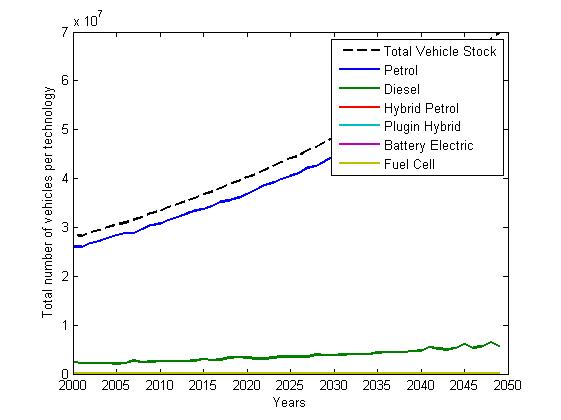 x 10^7
7
6
5
4
3
2
1
0
Total number of vehicles per technology
Total Vehicle Stock
Petrol
Diesel
Hybrid Petrol
Plugin Hybrid
Battery Electric
Fuel Cell
2000 2005 2010 2015 2020 2025 2030 2035 2040 2045 2050
Years